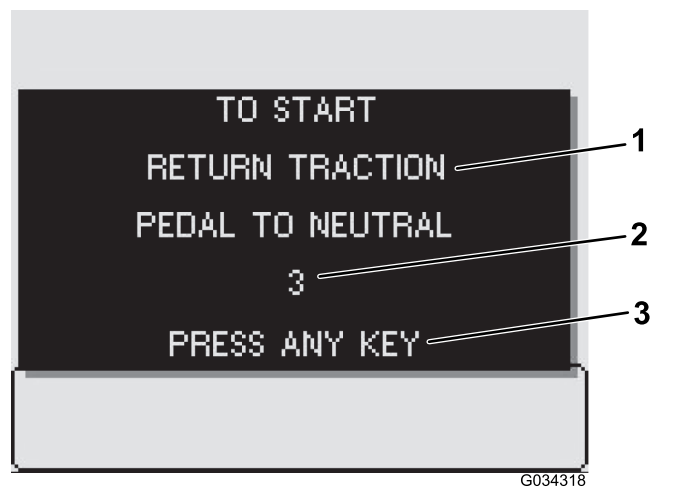 TO START
RETURN TRACTION
1
PEDAL TO NEUTRAL
2
3
PRESS ANY KEY
3
G034318